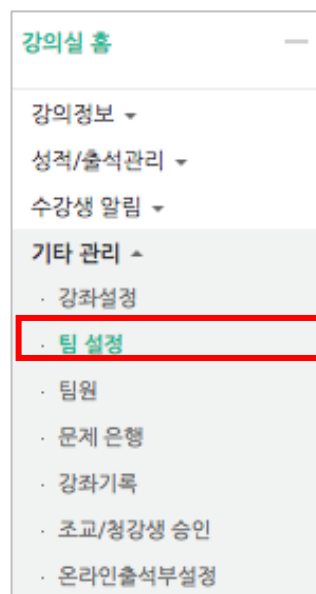 강의실 홈
강의정보
성적/출석관리
수강생 알림
기타 관리
· 강좌설정
· 팀 설정
· 팀원
· 문제 은행
· 강좌기록
· 조교/청강생 승인
· 온라인출석부설정